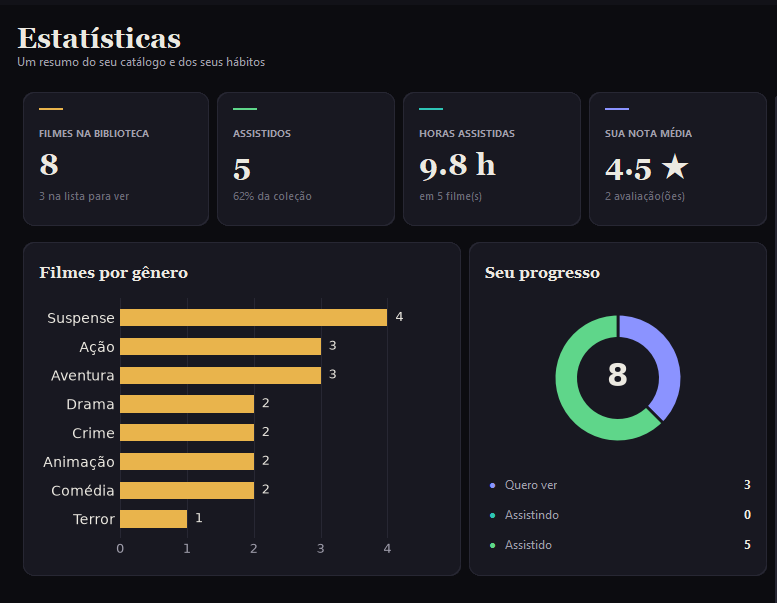 Estatísticas
Um resumo do seu catálogo e dos seus hábitos
FILMES NA BIBLIOTECA
8
3 na lista para ver
ASSISTIDOS
5
62% da coleção
HORAS ASSISTIDAS
9.8 h
em 5 filme(s)
SUA NOTA MÉDIA
4.5 ★
2 avaliação(ões)
Filmes por gênero
Suspense 4
Ação 3
Aventura 3
Drama 2
Crime 2
Animação 2
Comédia 2
Terror 1
0 1 2 3 4
Seu progresso
8
Quero ver 3
Assistindo 0
Assistido 5